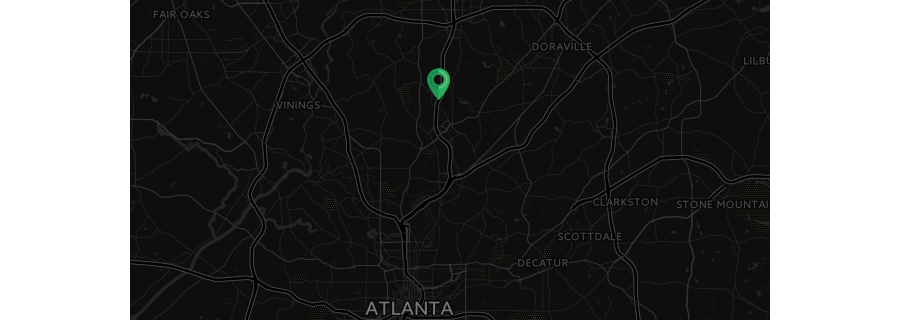 FAIR OAKS
DORAVILLE
LILBU
VININGS
CLARKSTON
STONE MOUNTAI
SCOTTDALE
DECATUR
ATLANTA